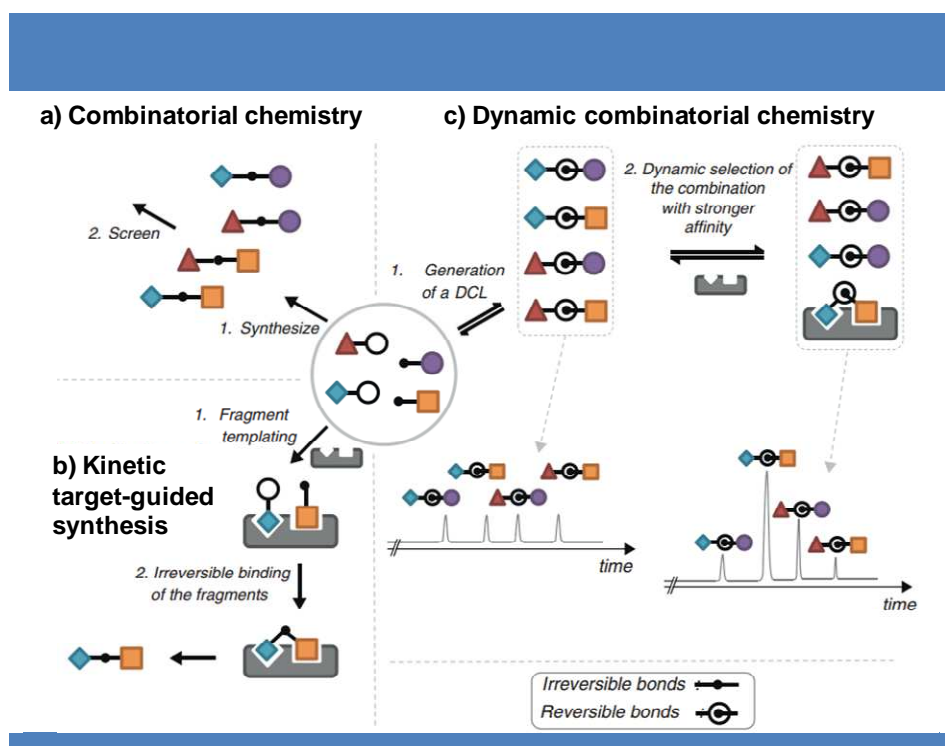 a) Combinatorial chemistry
2. Screen
1. Synthesize
c) Dynamic combinatorial chemistry
1. Generation
of a DCL
2. Dynamic selection of
the combination
with stronger
affinity
time
time
b) Kinetic
target-guided
synthesis
1. Fragment
templating
2. Irreversible binding
of the fragments
Irreversible bonds
Reversible bonds